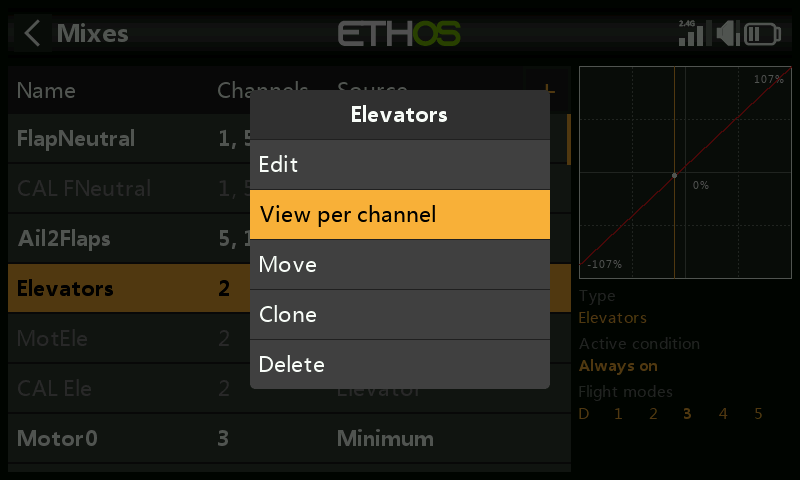 Mixes
ETHOS
2.4G
Name Channels Source +
FlapNeutral 1, 5
CAL FNeutral 1, 5
Ail2Flaps 5, 1
Elevators 2
MotEle 2
CAL Ele 2 Elevator
Motor0 3 Minimum
Elevators
Edit
View per channel
Move
Clone
Delete
107%
0%
-107%
Type
Elevators
Active condition
Always on
Flight modes
D 1 2 3 4 5